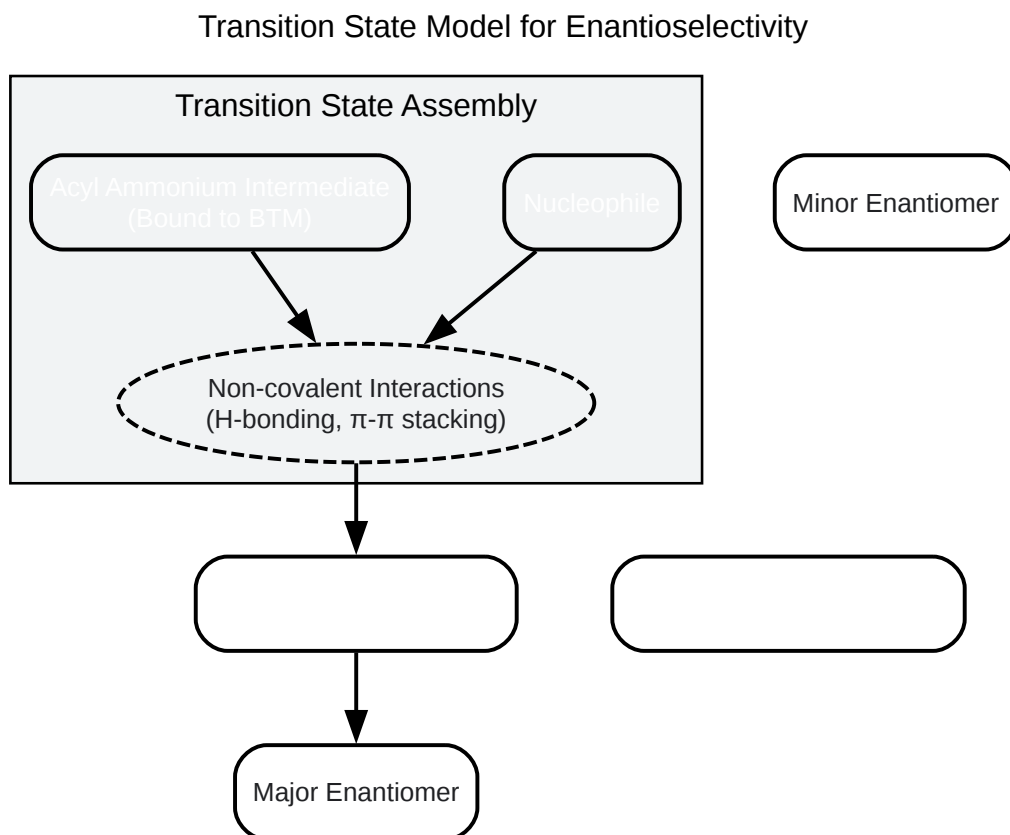 Transition State Model for Enantioselectivity
Transition State Assembly
Acyl Ammonium Intermediate
(Bound to BTM)
Nucleophile
Minor Enantiomer
Non-covalent Interactions
(H-bonding, π-π stacking)
Major Enantiomer